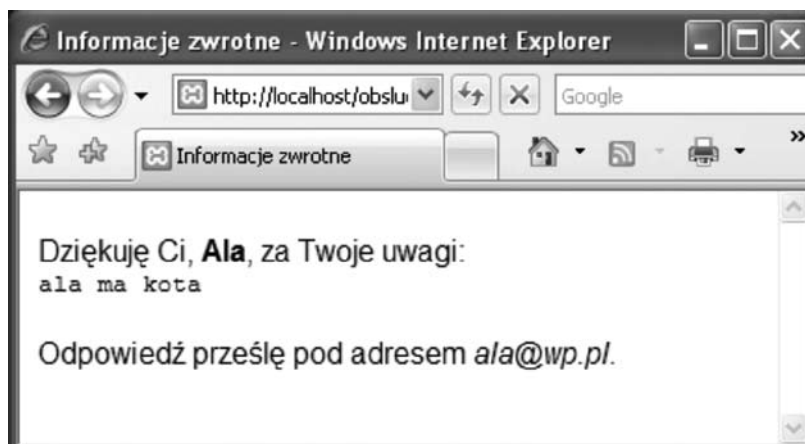 Informacje zwrotne - Windows Internet Explorer
http://localhost/obsłu
Google
Informacje zwrotne
Dziękuję Ci, Ala, za Twoje uwagi:
ala ma kota
Odpowiedź prześlę pod adresem ala@wp.pl.